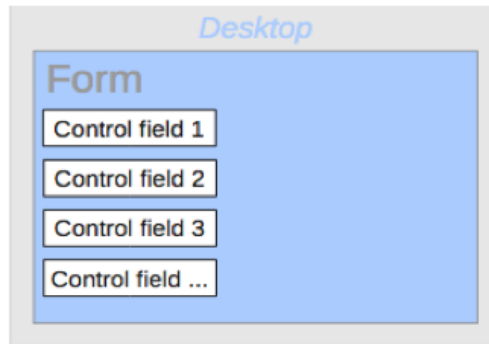 Desktop
Form
Control field 1
Control field 2
Control field 3
Control field ...